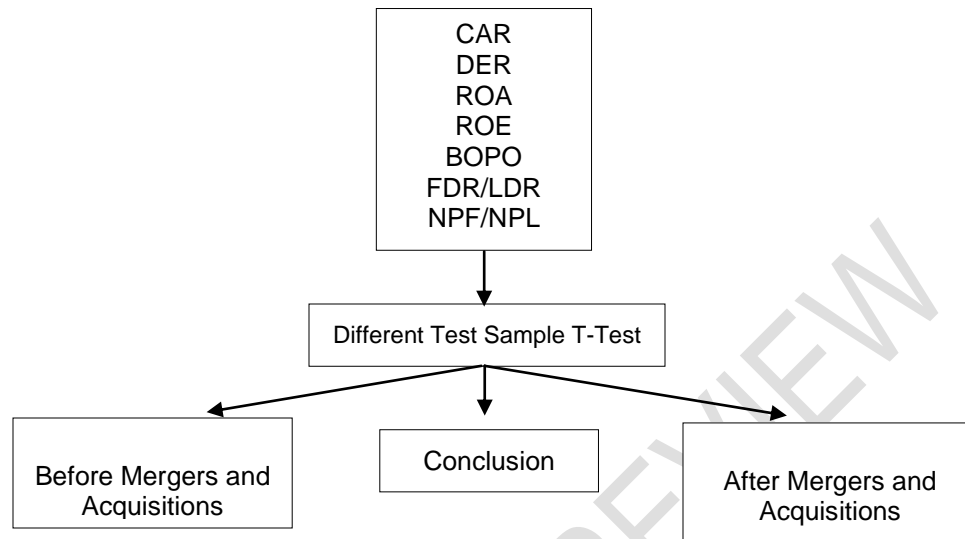 CAR
DER
ROA
ROE
BOPO
FDR/LDR
NPF/NPL
Different Test Sample T-Test
Before Mergers and
Acquisitions
Conclusion
After Mergers and
Acquisitions
REVIEW